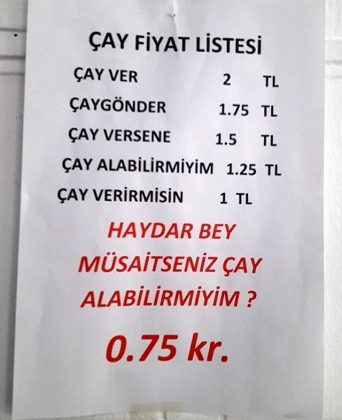 ÇAY FİYAT LİSTESİ
ÇAY VER 2 TL
ÇAYGÖNDER 1.75 TL
ÇAY VERSENE 1.5 TL
ÇAY ALABİLİRMİYİM 1.25 TL
ÇAY VERİRMİSİN 1 TL
HAYDAR BEY
MÜSAİTSENİZ ÇAY
ALABİLİRMİYİM ?
0.75 kr.